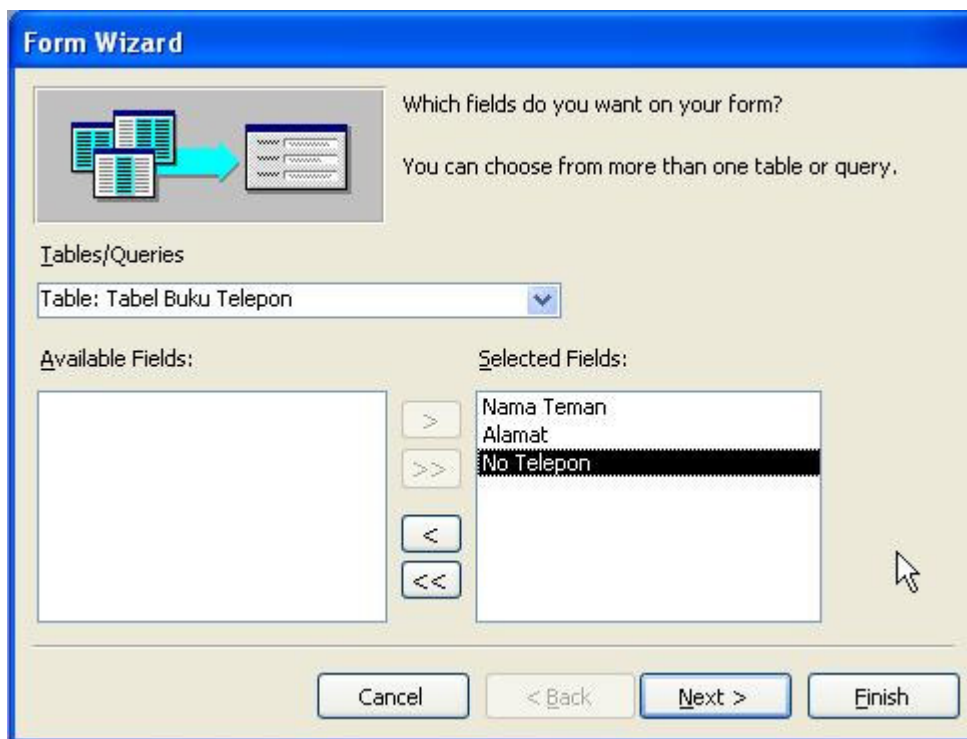 Form Wizard
Which fields do you want on your form?
You can choose from more than one table or query.
Tables/Queries
Table: Tabel Buku Telepon
Available Fields:
Selected Fields:
Nama Teman
Alamat
No Telepon
>
>>
<
<<
Cancel
< Back
Next >
Finish